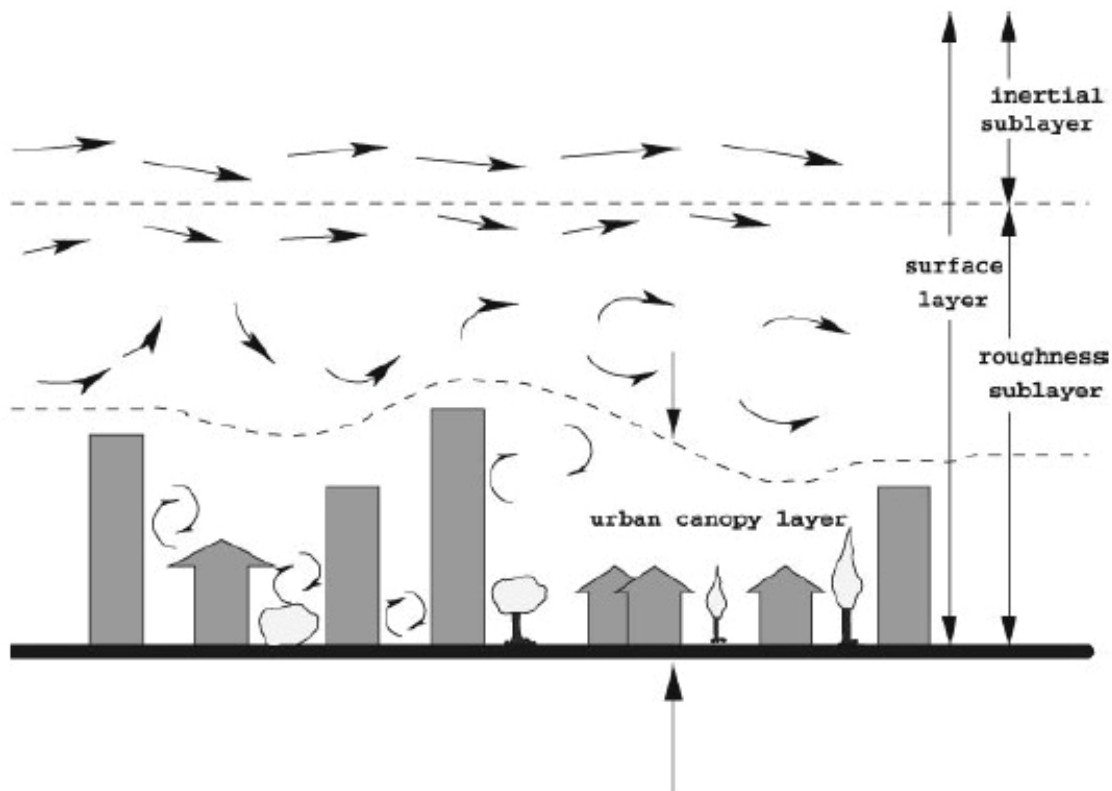 inertial
sublayer
surface
layer
roughness
sublayer
urban canopy layer